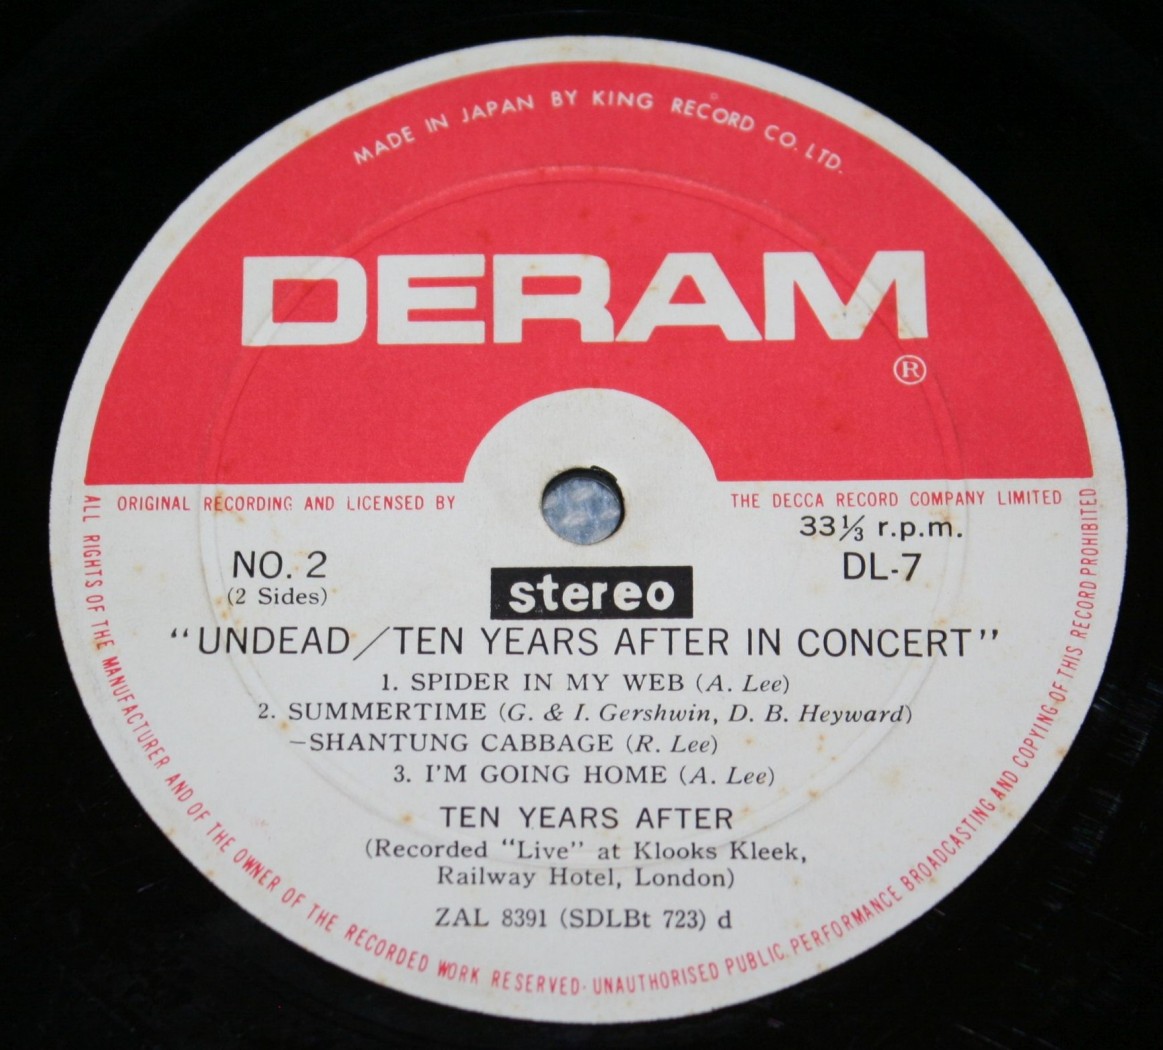 MADE IN JAPAN BY KING RECORD CO. LTD.
DERAM
®
ORIGINAL RECORDING AND LICENSED BY THE DECCA RECORD COMPANY LIMITED
33⅓ r.p.m.
NO. 2
DL-7
(2 Sides)
stereo
"UNDEAD/TEN YEARS AFTER IN CONCERT"
1. SPIDER IN MY WEB (A. Lee)
2. SUMMERTIME (G. & I. Gershwin, D. B. Heyward)
–SHANTUNG CABBAGE (R. Lee)
3. I'M GOING HOME (A. Lee)
TEN YEARS AFTER
(Recorded "Live" at Klooks Kleek,
Railway Hotel, London)
ZAL 8391 (SDLBt 723) d
ALL RIGHTS OF THE MANUFACTURER AND OF THE OWNER OF THE RECORDED WORK RESERVED· UNAUTHORISED PUBLIC PERFORMANCE BROADCASTING AND COPYING OF THIS RECORD PROHIBITED